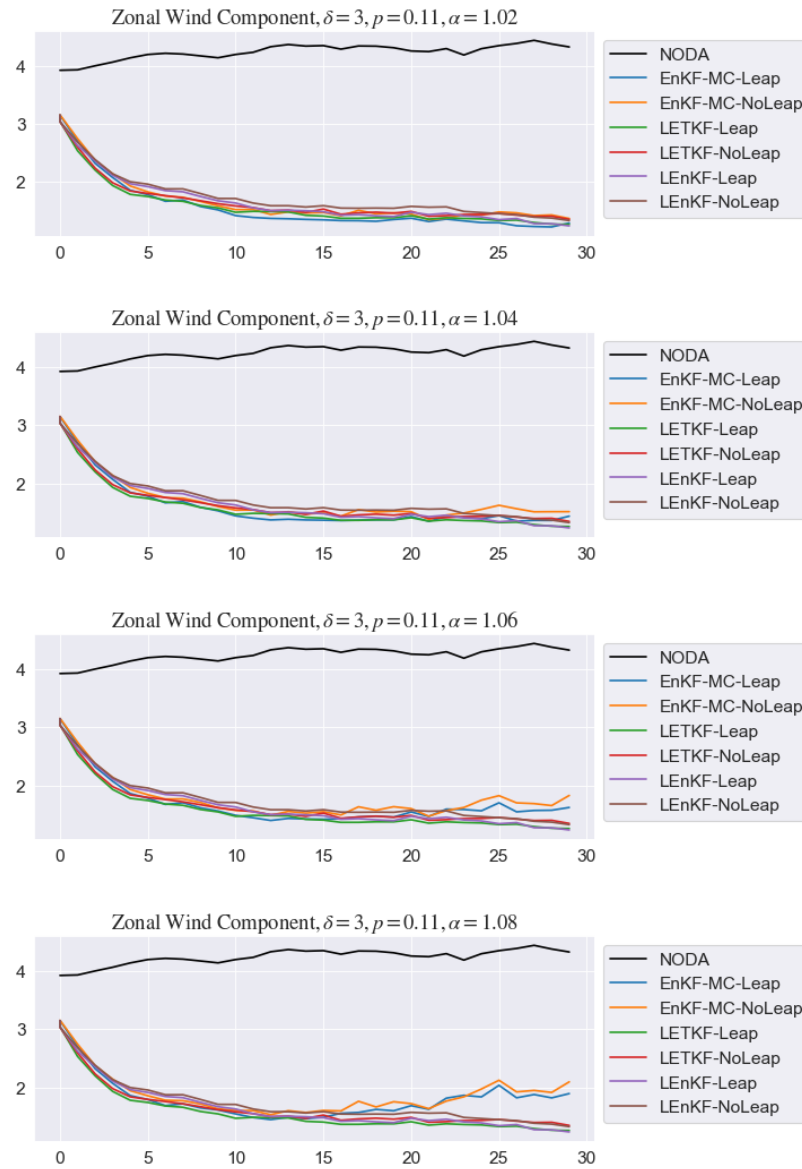 Zonal Wind Component, δ = 3, p = 0.11, α = 1.02
4
3
2
0 5 10 15 20 25 30
NODA
EnKF-MC-Leap
EnKF-MC-NoLeap
LETKF-Leap
LETKF-NoLeap
LEnKF-Leap
LEnKF-NoLeap
Zonal Wind Component, δ = 3, p = 0.11, α = 1.04
4
3
2
0 5 10 15 20 25 30
NODA
EnKF-MC-Leap
EnKF-MC-NoLeap
LETKF-Leap
LETKF-NoLeap
LEnKF-Leap
LEnKF-NoLeap
Zonal Wind Component, δ = 3, p = 0.11, α = 1.06
4
3
2
0 5 10 15 20 25 30
NODA
EnKF-MC-Leap
EnKF-MC-NoLeap
LETKF-Leap
LETKF-NoLeap
LEnKF-Leap
LEnKF-NoLeap
Zonal Wind Component, δ = 3, p = 0.11, α = 1.08
4
3
2
0 5 10 15 20 25 30
NODA
EnKF-MC-Leap
EnKF-MC-NoLeap
LETKF-Leap
LETKF-NoLeap
LEnKF-Leap
LEnKF-NoLeap